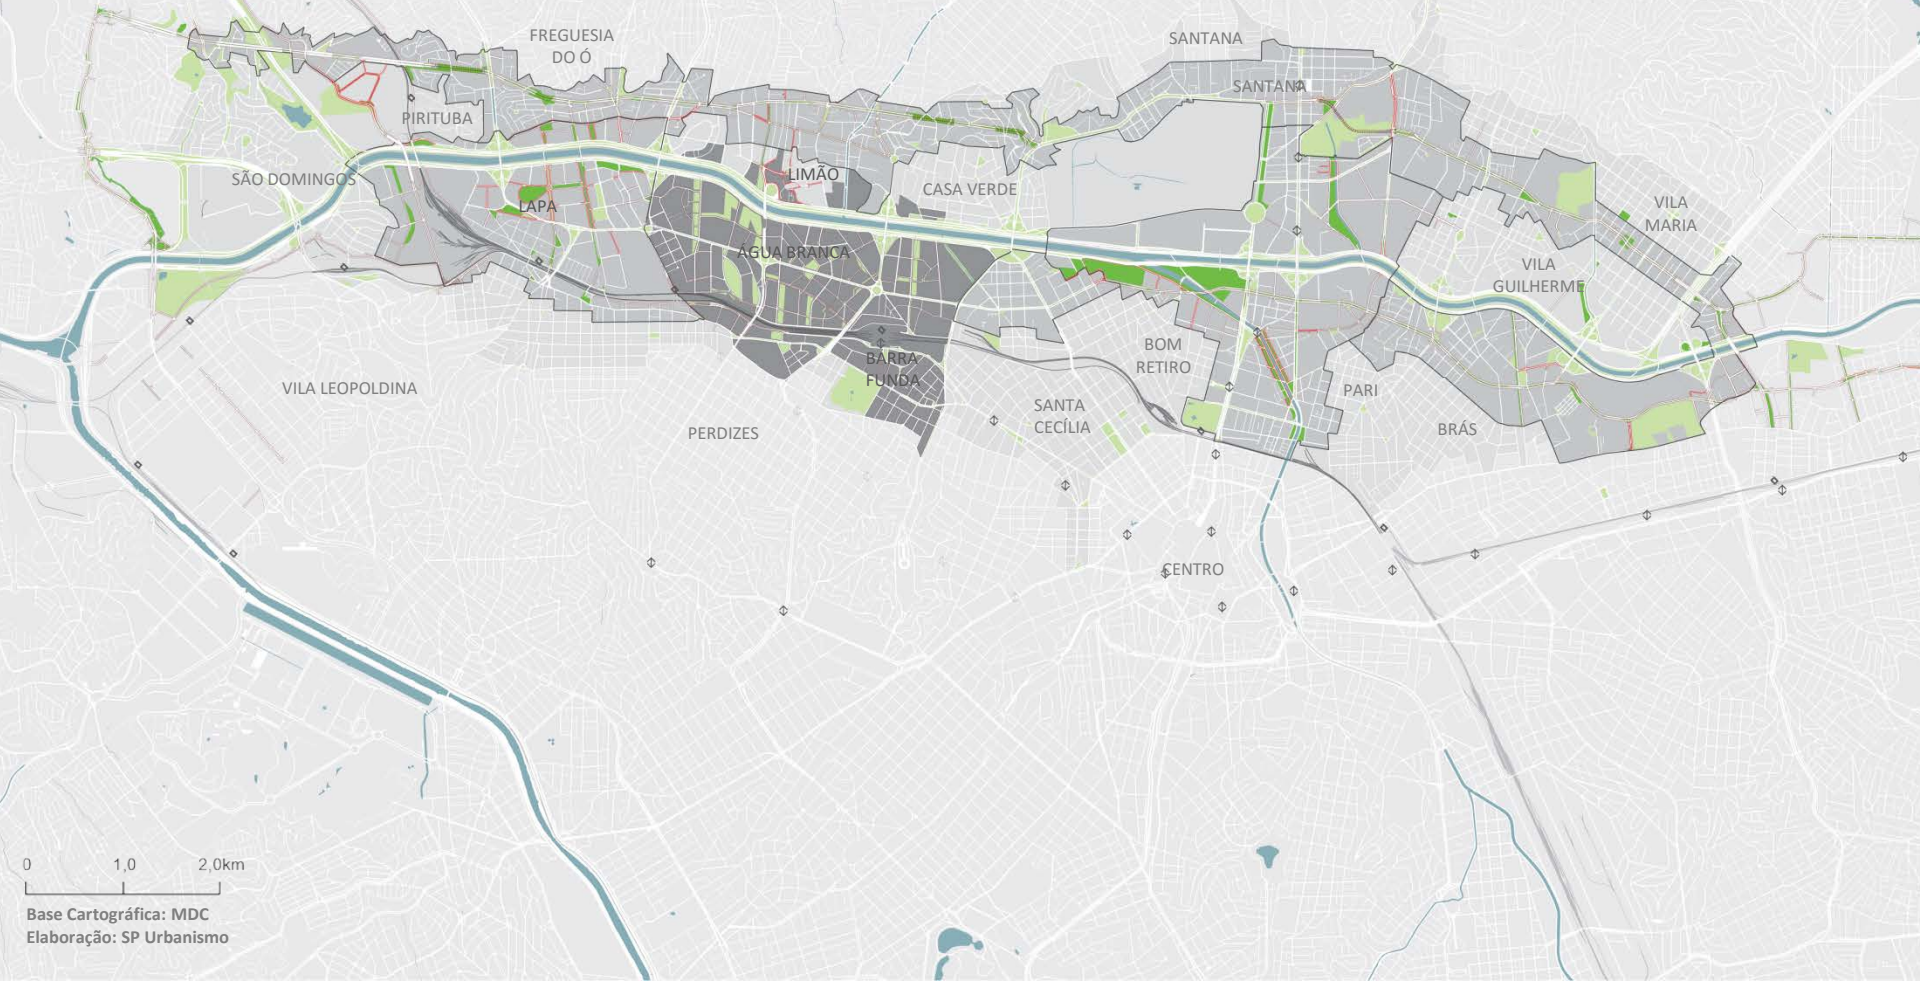 FREGUESIA
DO Ó
SANTANA
SANTANA
PIRITUBA
SÃO DOMINGOS
LIMÃO
CASA VERDE
LAPA
VILA
MARIA
ÁGUA BRANCA
VILA
GUILHERME
BOM
RETIRO
BARRA
FUNDA
VILA LEOPOLDINA
PARI
SANTA
CECÍLIA
PERDIZES
BRÁS
CENTRO
0 1,0 2,0km
Base Cartográfica: MDC
Elaboração: SP Urbanismo